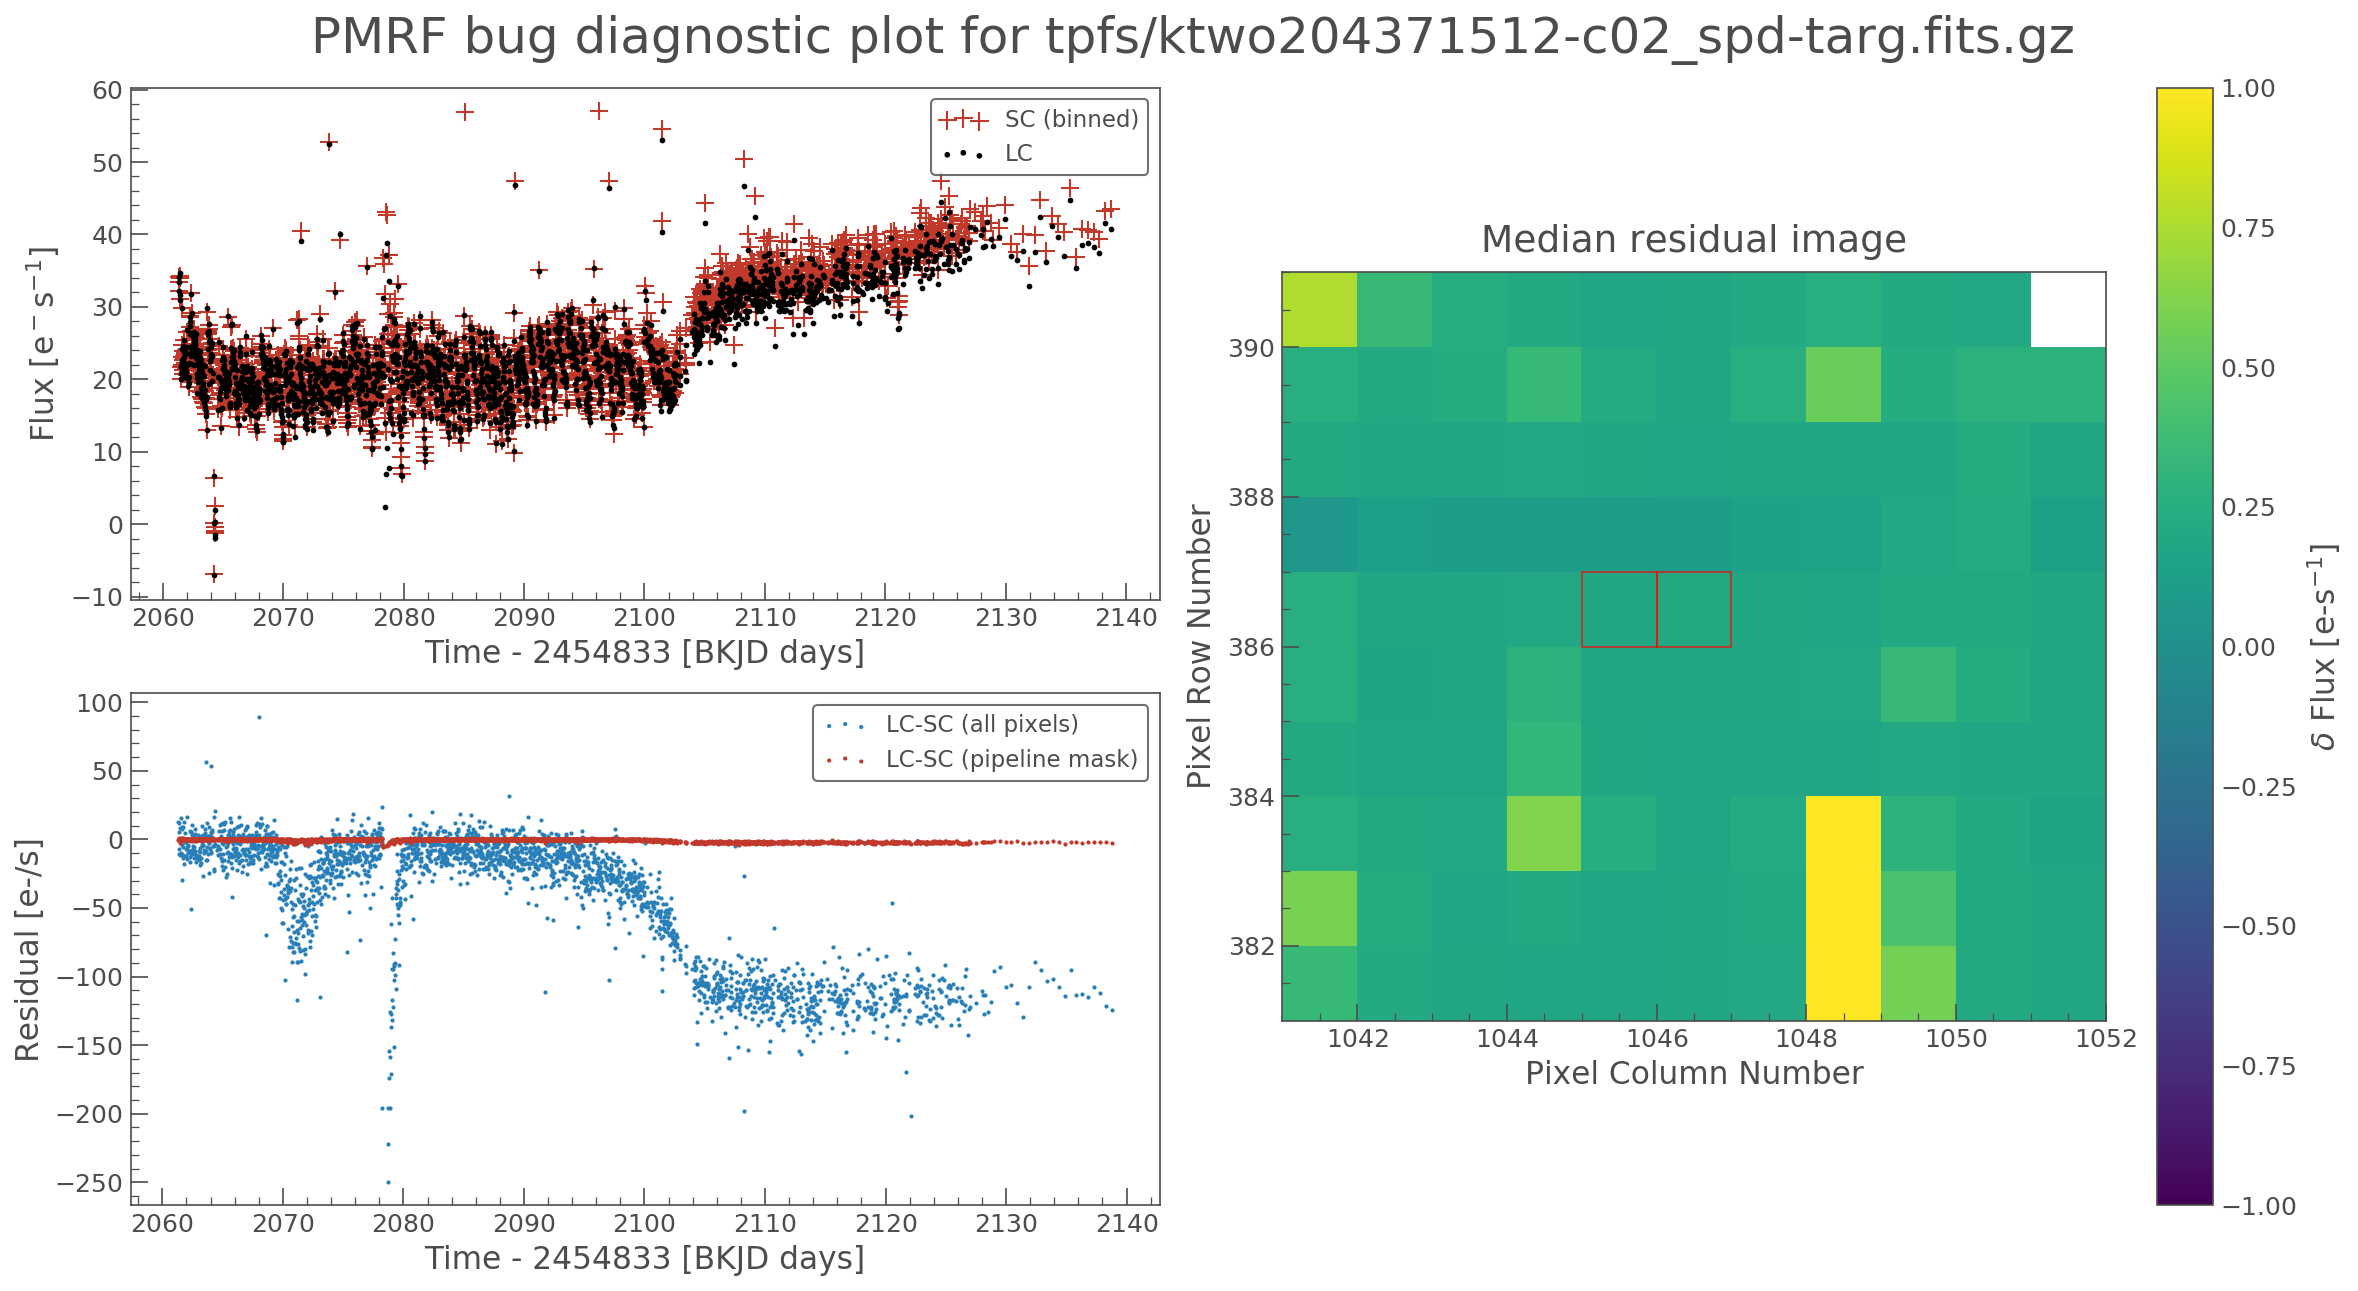 PMRF bug diagnostic plot for tpfs/ktwo204371512-c02_spd-targ.fits.gz
60
50
40
30
20
10
0
−10
Flux [e⁻ s⁻¹]
SC (binned)
LC
2060 2070 2080 2090 2100 2110 2120 2130 2140
Time - 2454833 [BKJD days]
100
50
0
−50
−100
−150
−200
−250
Residual [e-/s]
LC-SC (all pixels)
LC-SC (pipeline mask)
2060 2070 2080 2090 2100 2110 2120 2130 2140
Time - 2454833 [BKJD days]
Median residual image
390
388
386
384
382
Pixel Row Number
1042 1044 1046 1048 1050 1052
Pixel Column Number
1.00
0.75
0.50
0.25
0.00
−0.25
−0.50
−0.75
−1.00
δ Flux [e-s⁻¹]